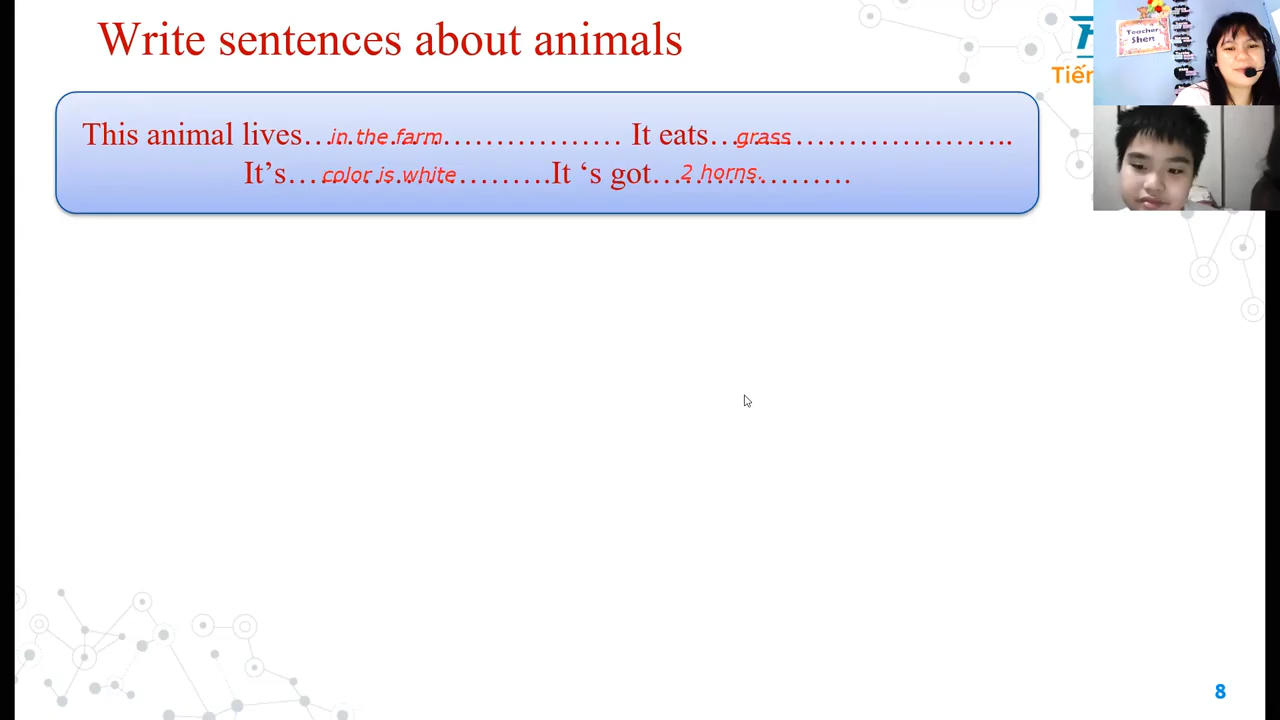 Write sentences about animals
This animal lives…in the farm…………………… It eats…grass…………………..
It's…color is white……….It 's got…2 horns.……….
Tiến
Teacher
Shen
8